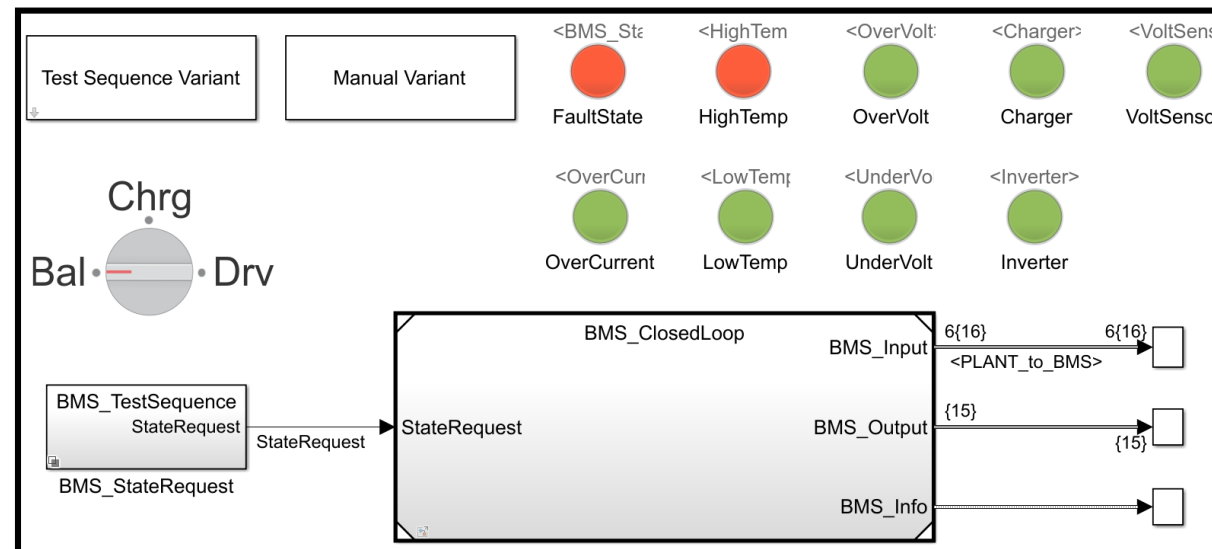 Test Sequence Variant
Manual Variant
<BMS_Sta
<HighTem
<OverVolt
<Charger>
<VoltSens
FaultState
HighTemp
OverVolt
Charger
VoltSenso
<OverCurr
<LowTemp
<UnderVo
<Inverter>
OverCurrent
LowTemp
UnderVolt
Inverter
Chrg
Bal
Drv
BMS_TestSequence
StateRequest
BMS_StateRequest
StateRequest
BMS_ClosedLoop
StateRequest
BMS_Input
BMS_Output
BMS_Info
6{16}
6{16}
<PLANT_to_BMS>
{15}
{15}